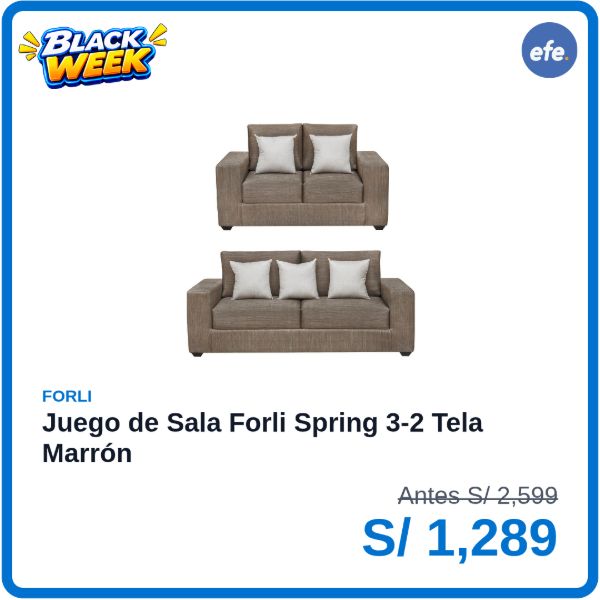 BLACK
WEEK
efe.
FORLI
Juego de Sala Forli Spring 3-2 Tela
Marrón
Antes S/ 2,599
S/ 1,289